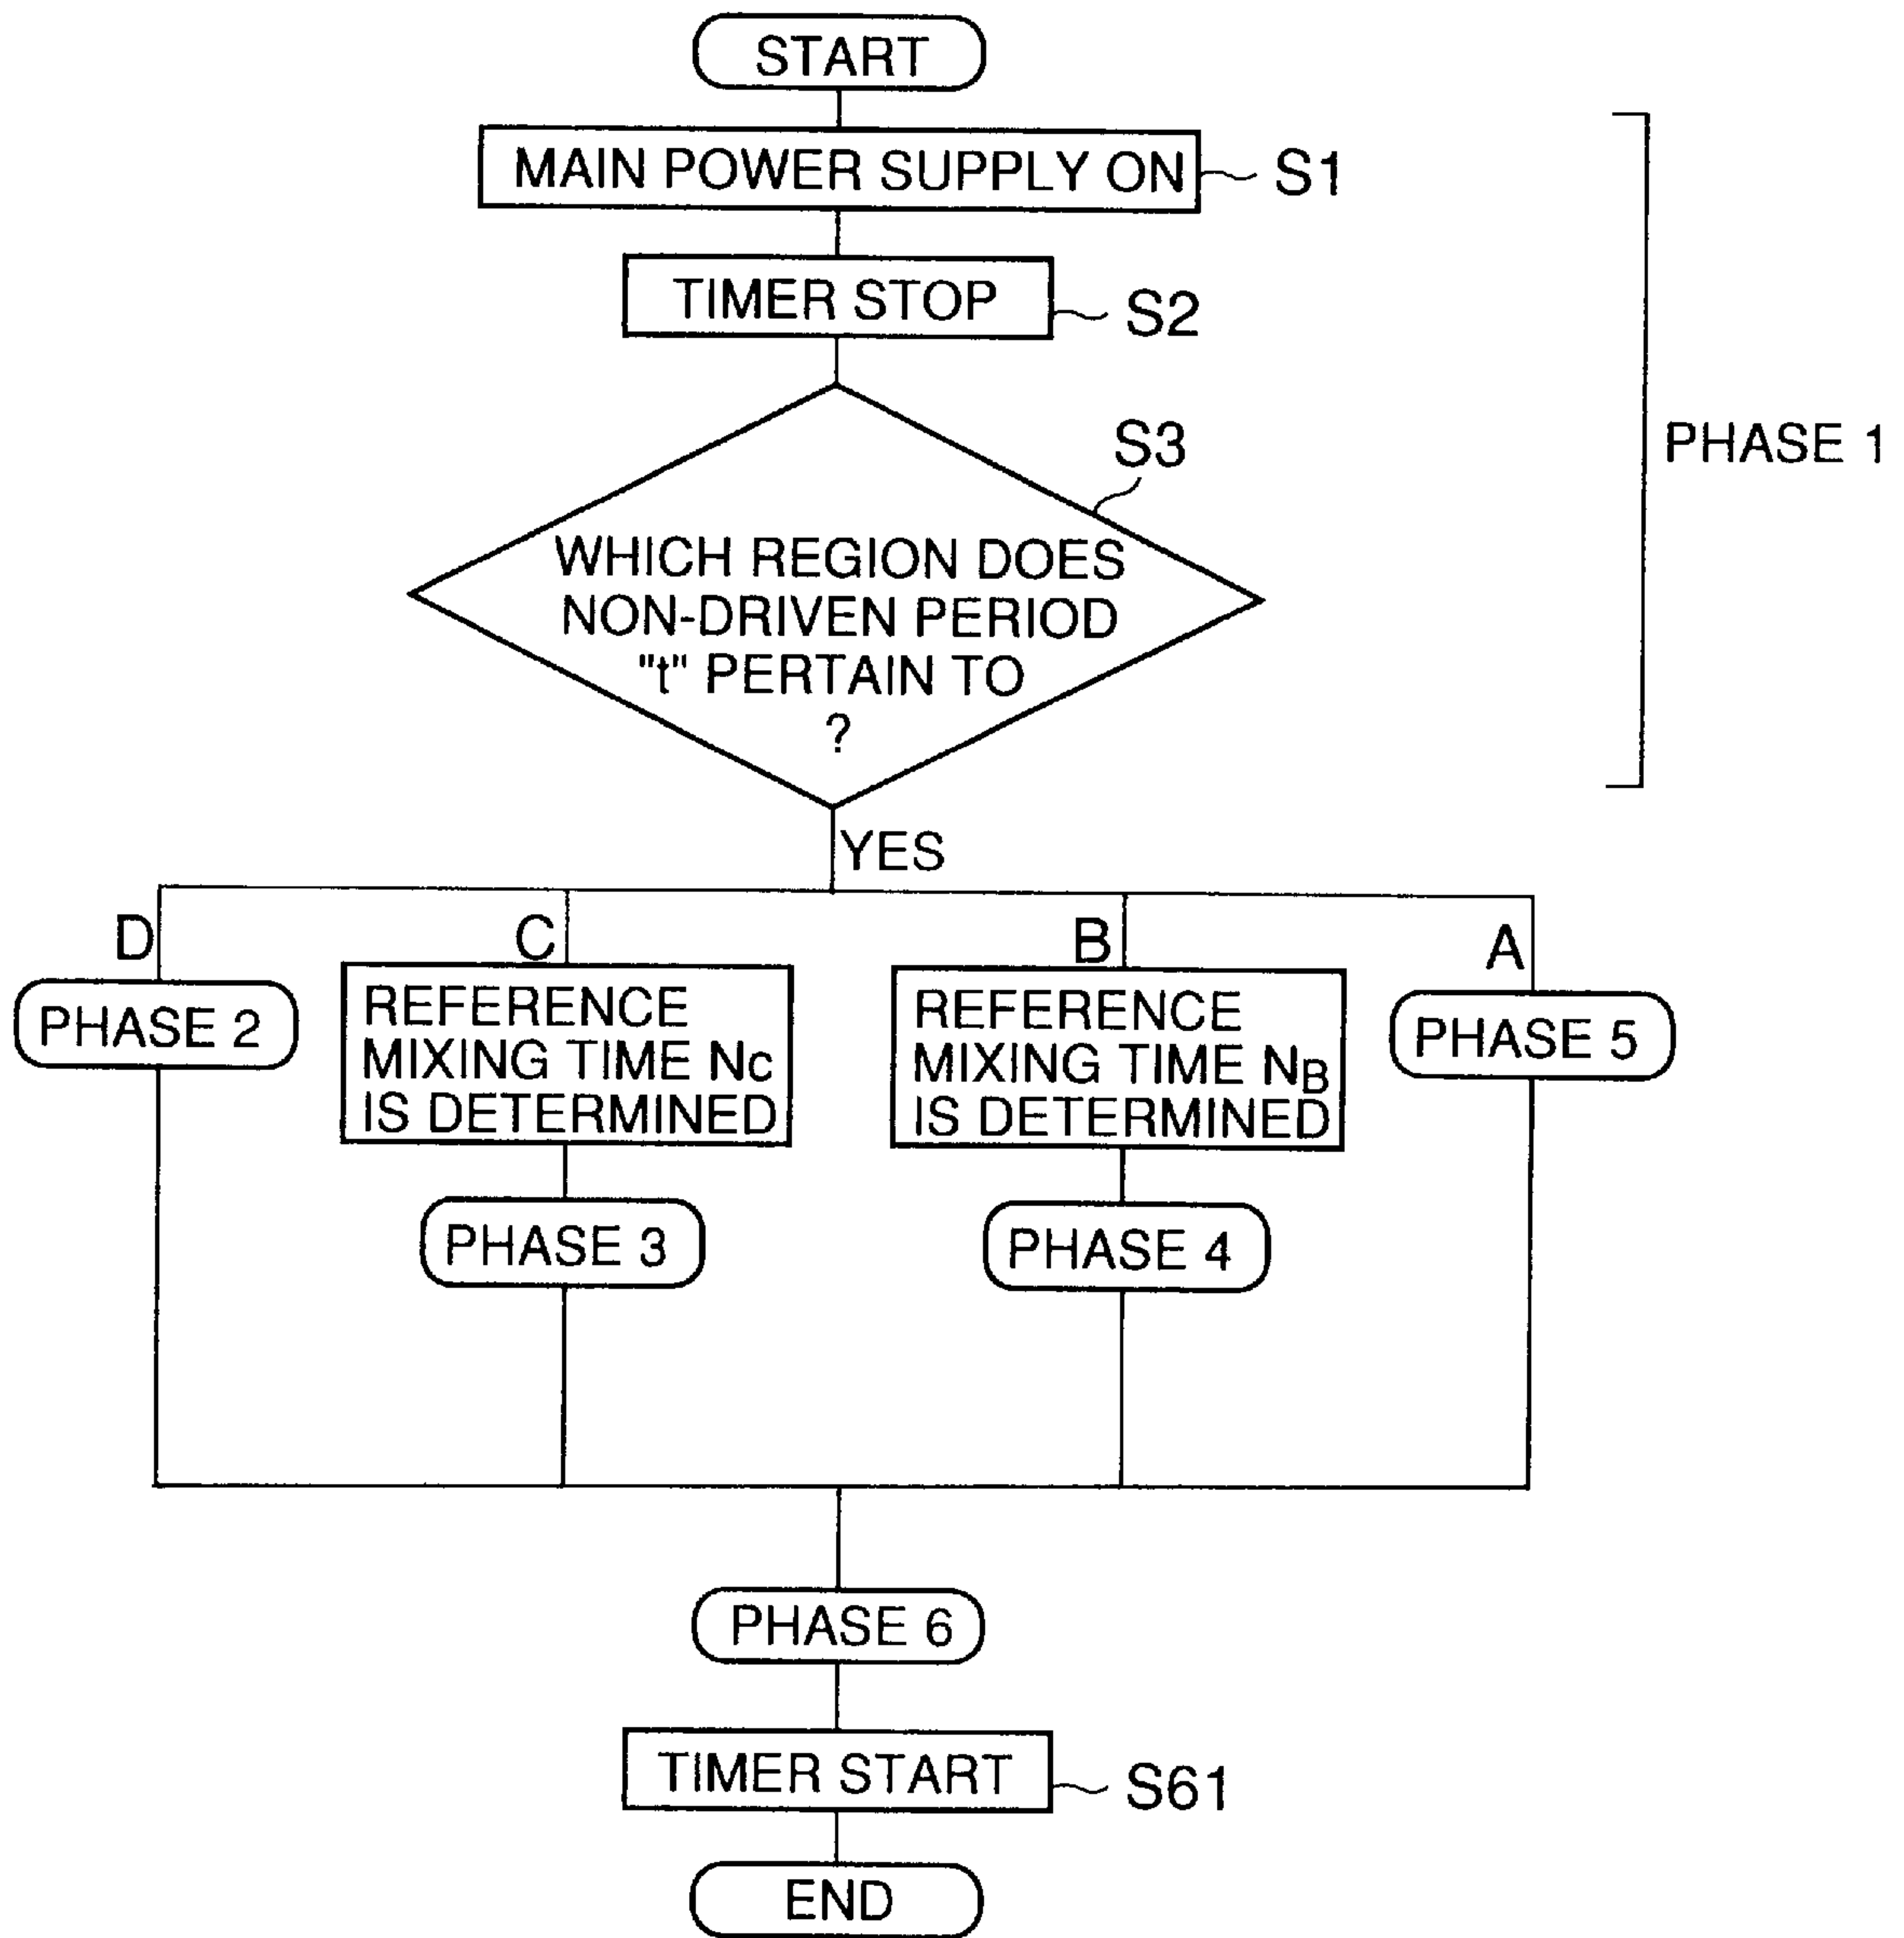 START
MAIN POWER SUPPLY ON
S1
TIMER STOP
S2
S3
WHICH REGION DOES
NON-DRIVEN PERIOD
"t" PERTAIN TO
?
PHASE 1
YES
D
C
B
A
PHASE 2
REFERENCE
MIXING TIME NC
IS DETERMINED
REFERENCE
MIXING TIME NB
IS DETERMINED
PHASE 5
PHASE 3
PHASE 4
PHASE 6
TIMER START
S61
END